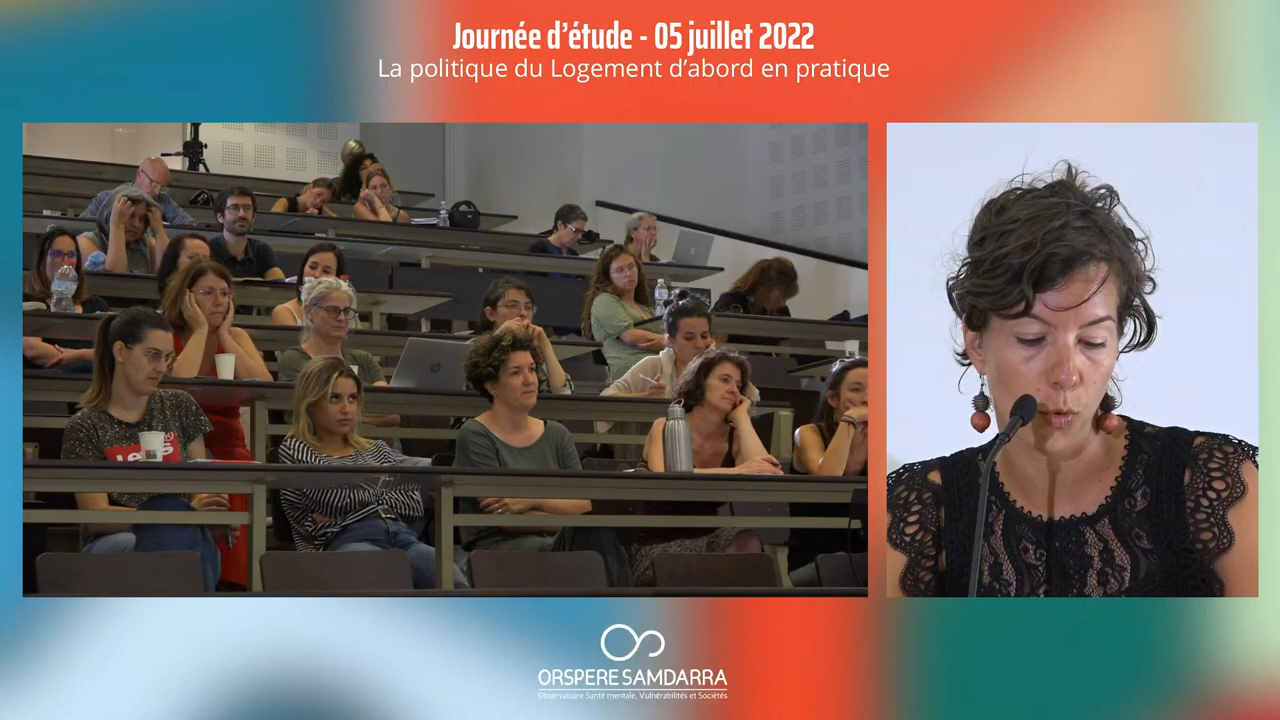 Journée d'étude - 05 juillet 2022
La politique du Logement d'abord en pratique
Levi's
ORSPERE SAMDARRA
Observatoire Santé mentale, Vulnérabilités et Sociétés